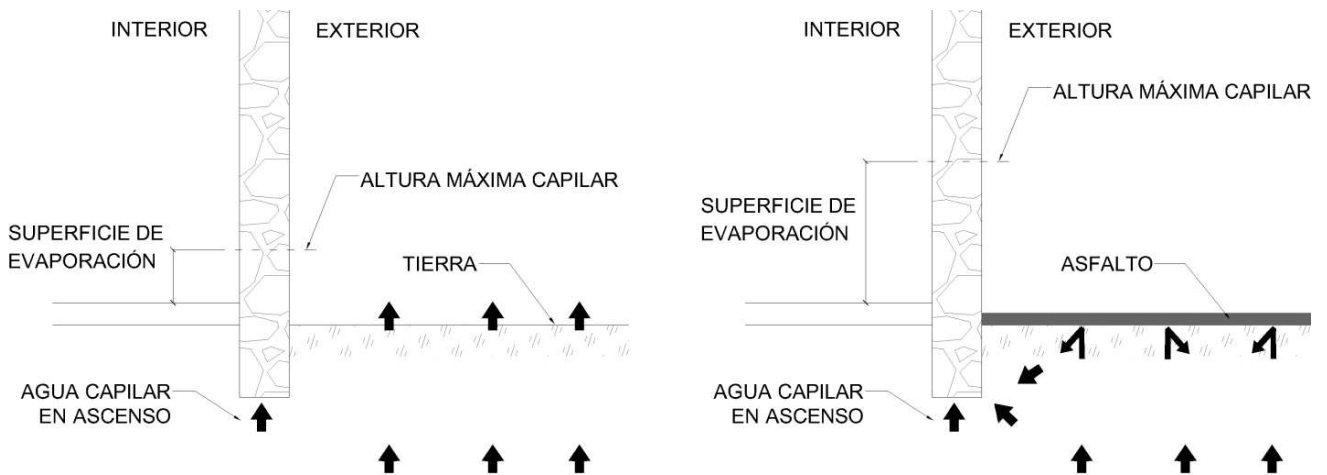 INTERIOR
EXTERIOR
ALTURA MÁXIMA CAPILAR
SUPERFICIE DE
EVAPORACIÓN
TIERRA
AGUA CAPILAR
EN ASCENSO
INTERIOR
EXTERIOR
ALTURA MÁXIMA CAPILAR
SUPERFICIE DE
EVAPORACIÓN
ASFALTO
AGUA CAPILAR
EN ASCENSO